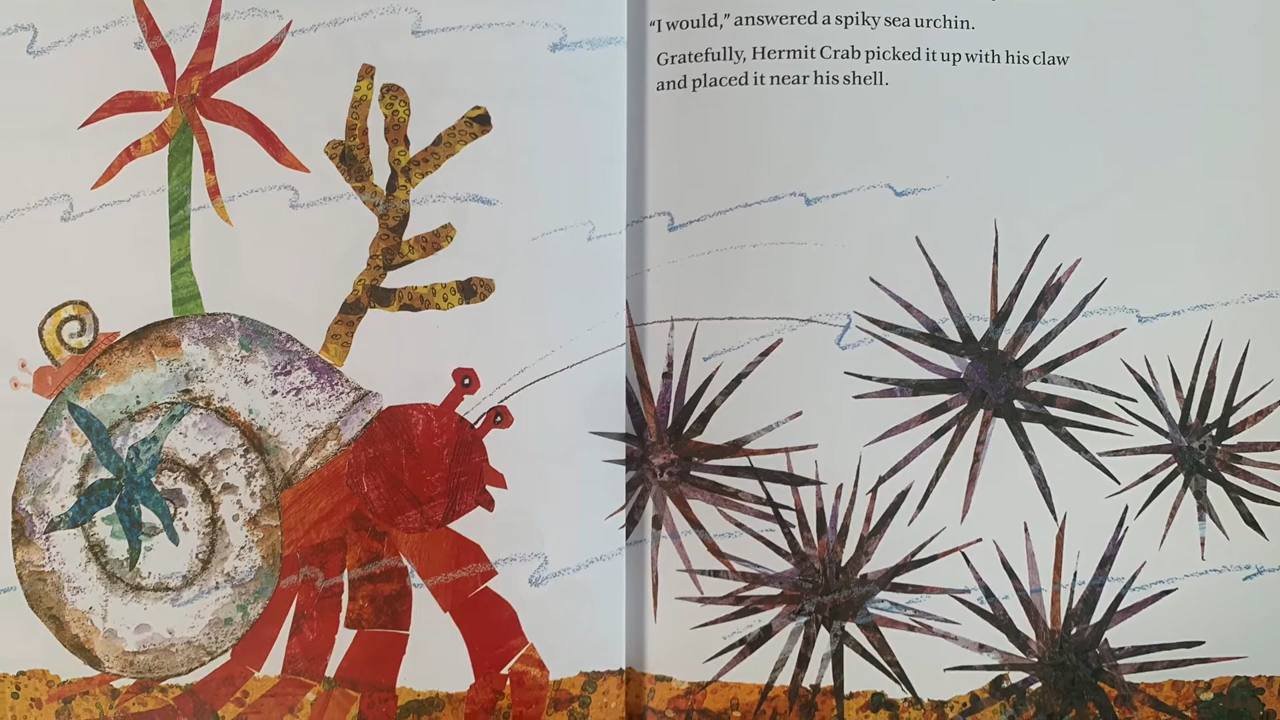 “I would,” answered a spiky sea urchin.
Gratefully, Hermit Crab picked it up with his claw
and placed it near his shell.